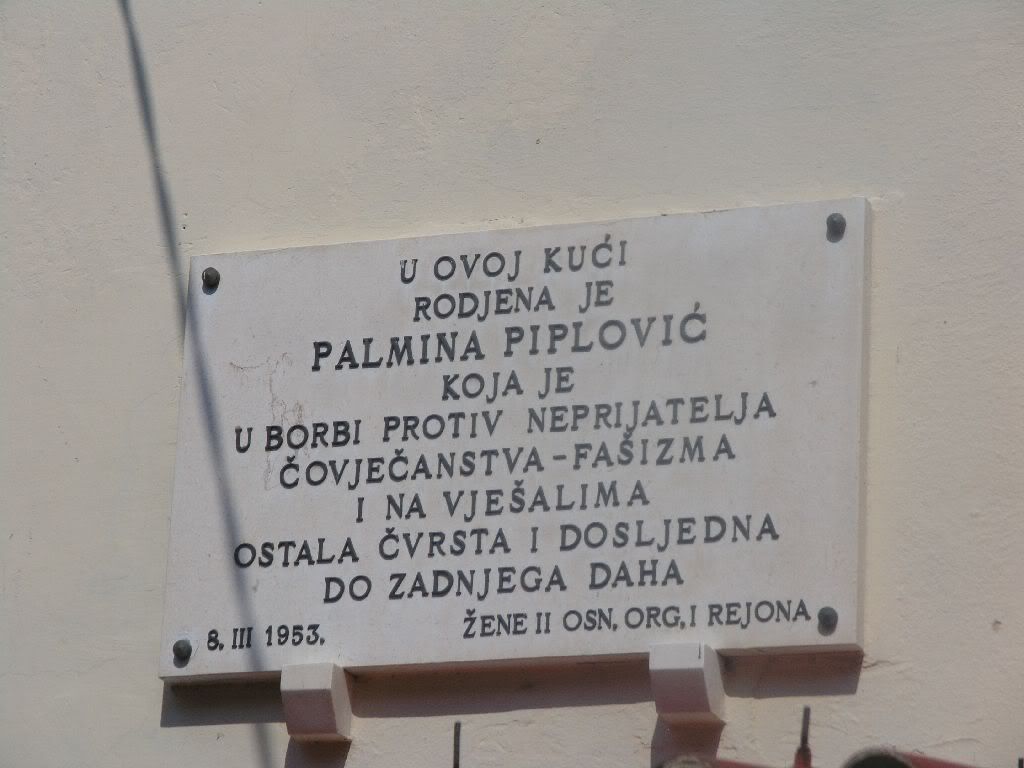 U OVOJ KUĆI
RODJENA JE
PALMINA PIPLOVIĆ
KOJA JE
U BORBI PROTIV NEPRIJATELJA
ČOVJEČANSTVA-FAŠIZMA
I NA VJEŠALIMA
OSTALA ČVRSTA I DOSLJEDNA
DO ZADNJEGA DAHA
8. III 1953. ŽENE II OSN. ORG, I REJONA